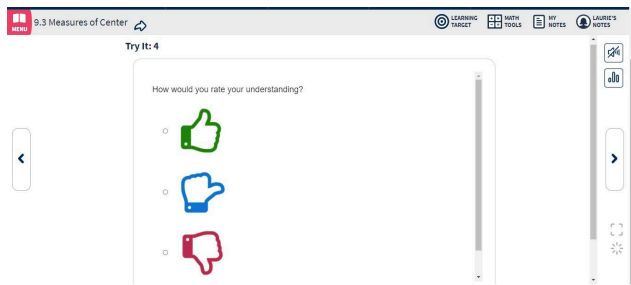 MENU
9.3 Measures of Center
LEARNING
TARGET
MATH
TOOLS
MY
NOTES
LAURIE'S
NOTES
Try It: 4
How would you rate your understanding?